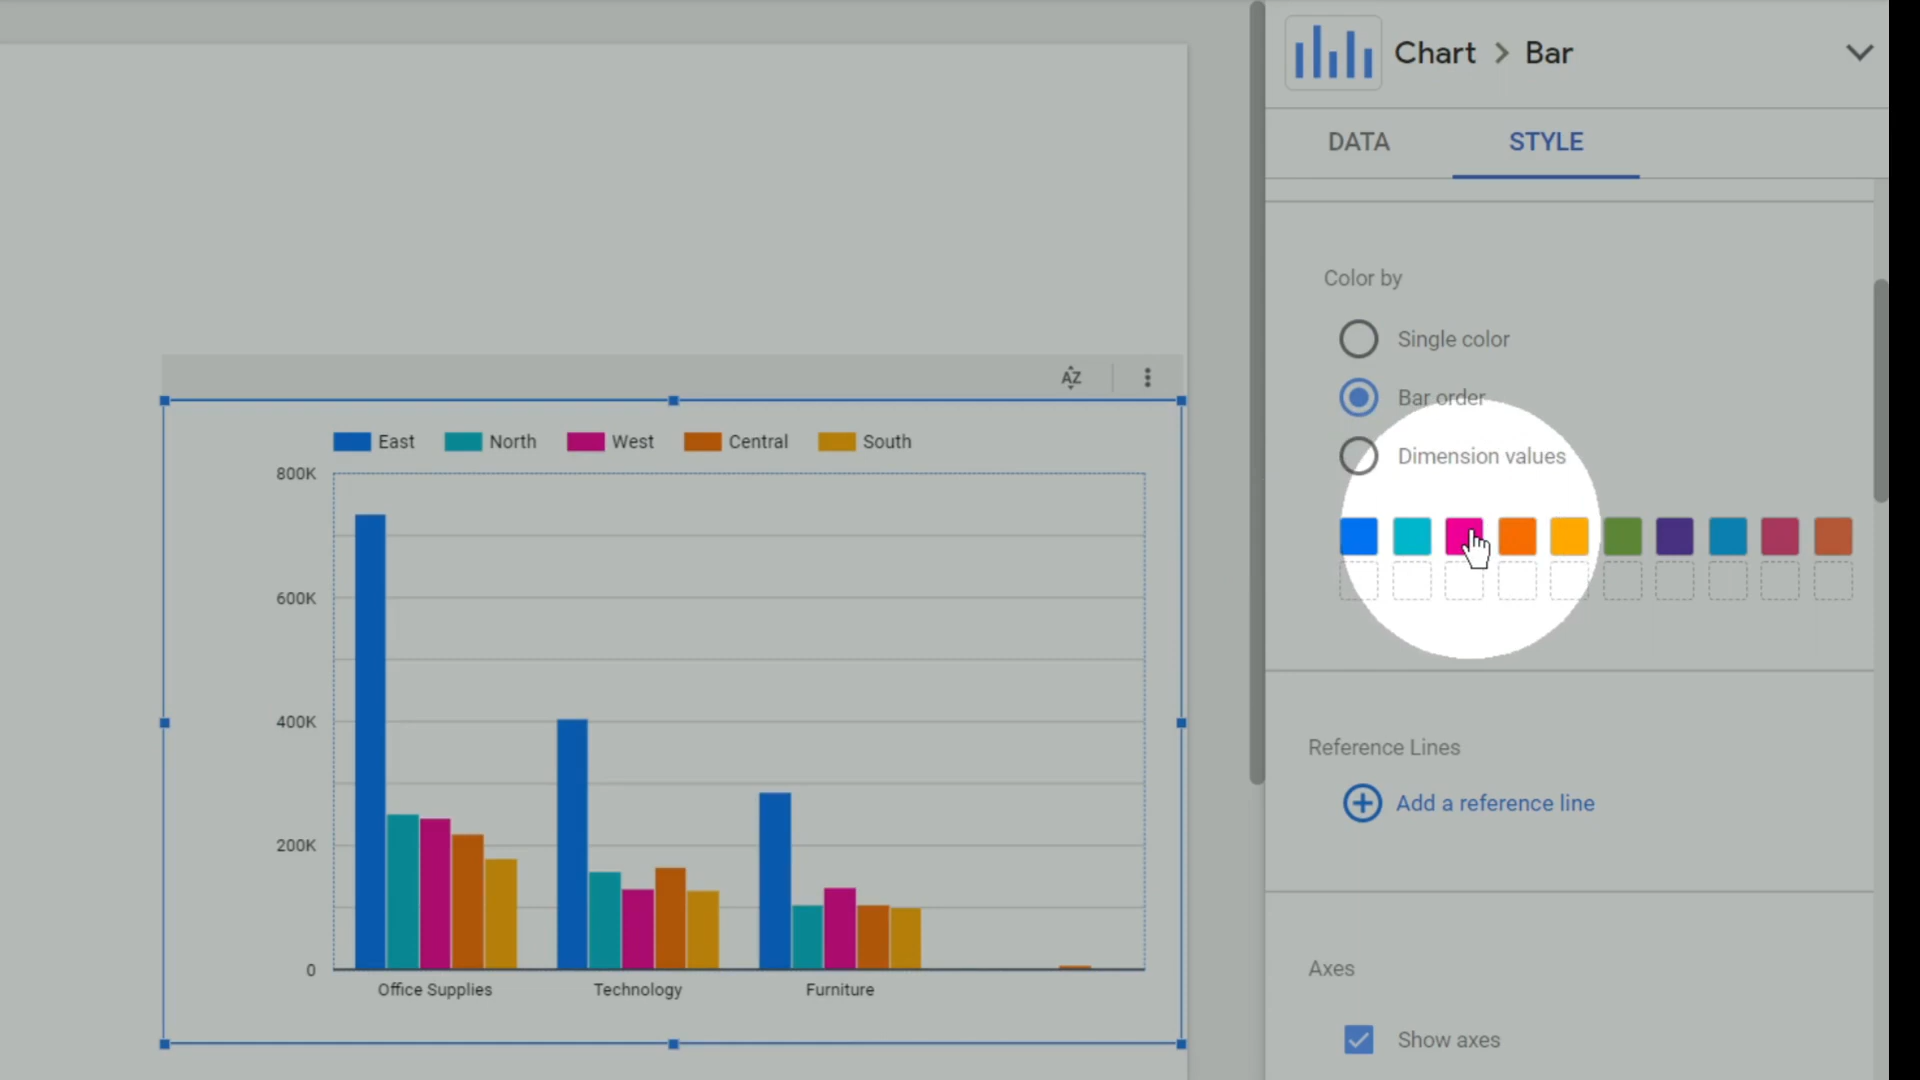 Chart > Bar
DATA STYLE
Color by
Single color
Bar order
Dimension values
AZ
East North West Central South
800K
600K
400K
200K
0
Office Supplies Technology Furniture
Reference Lines
Add a reference line
Axes
Show axes